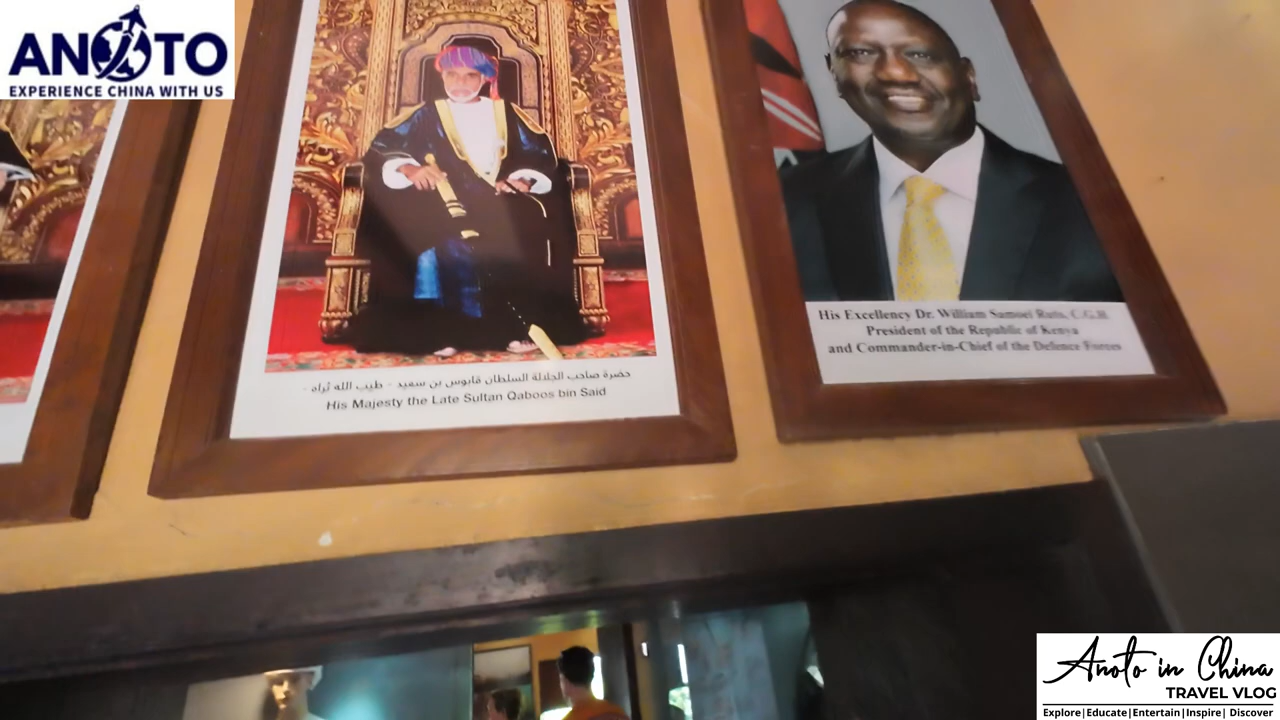 ANOTO
EXPERIENCE CHINA WITH US
حضرة صاحب الجلالة السلطان قابوس بن سعيد - طيب الله ثراه -
His Majesty the Late Sultan Qaboos bin Said
His Excellency Dr. William Samoei Ruto, C.G.H.
President of the Republic of Kenya
and Commander-in-Chief of the Defence Forces
Anoto in China
TRAVEL VLOG
Explore|Educate|Entertain|Inspire| Discover